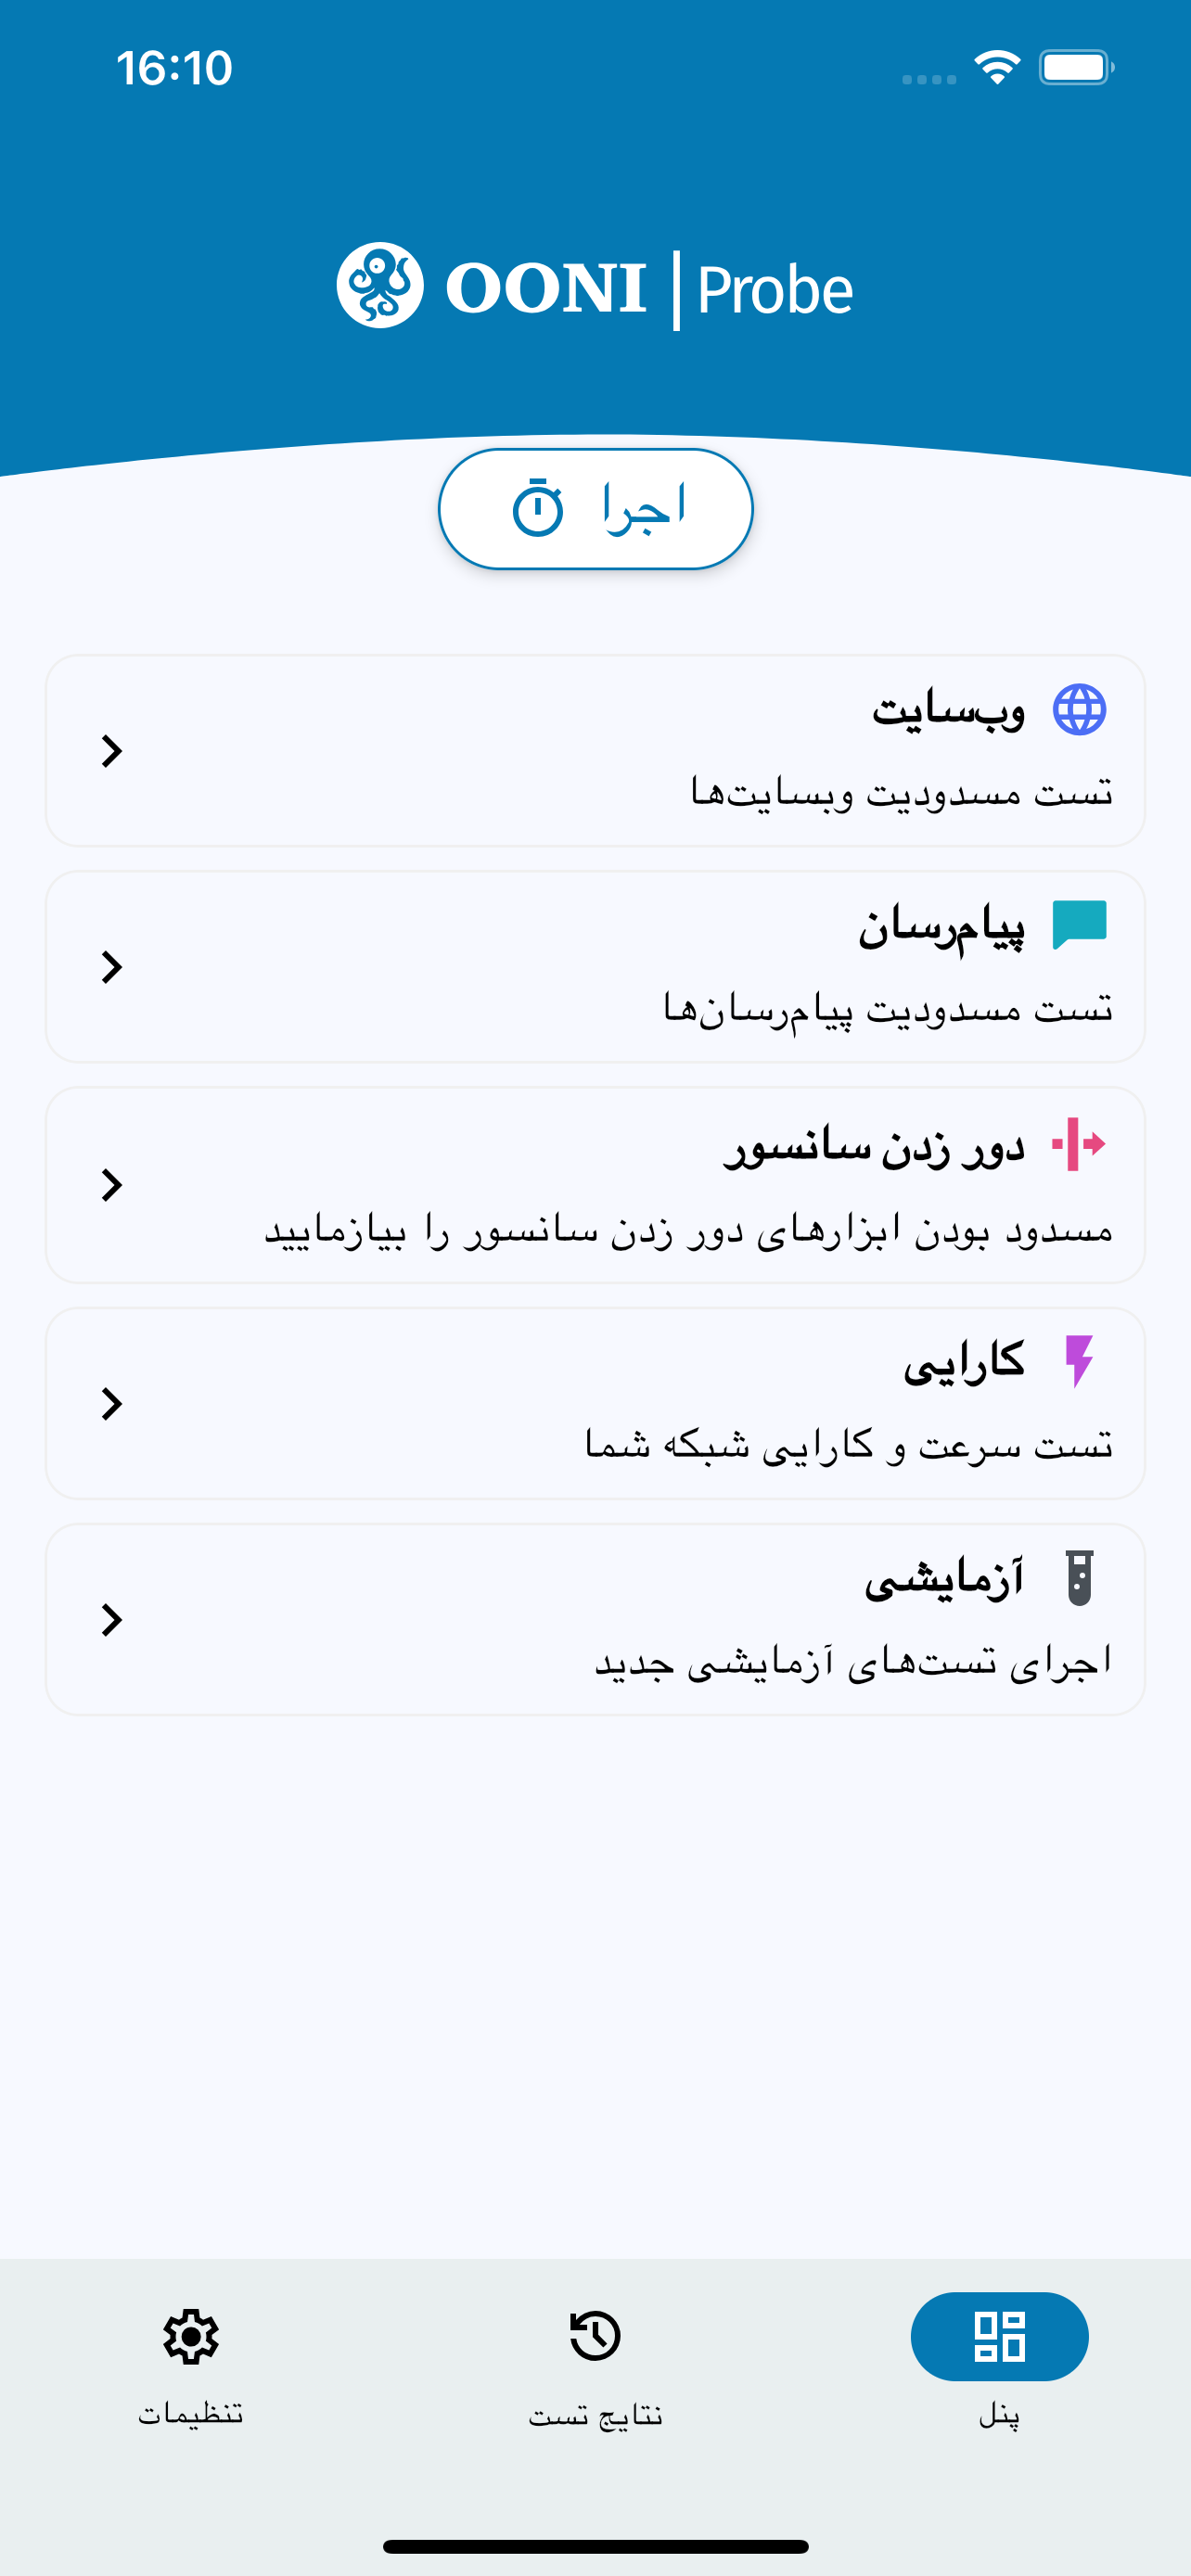 16:10
OONI | Probe
اجرا
وب‌سایت
تست مسدودیت وبسایت‌ها
پیام‌رسان
تست مسدودیت پیام‌رسان‌ها
دور زدن سانسور
مسدود بودن ابزارهای دور زدن سانسور را بیازمایید
کارایی
تست سرعت و کارایی شبکه شما
آزمایشی
اجرای تست‌های آزمایشی جدید
پنل
نتایج تست
تنظیمات